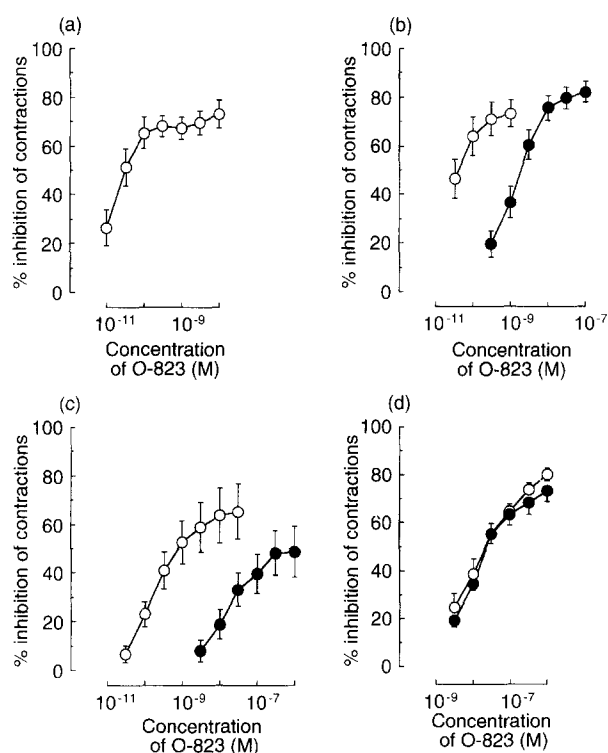 (a)
% inhibition of contractions
100
80
60
40
20
0
10⁻¹¹ 10⁻⁹
Concentration
of O-823 (M)
(b)
% inhibition of contractions
100
80
60
40
20
0
10⁻¹¹ 10⁻⁹ 10⁻⁷
Concentration
of O-823 (M)
(c)
% inhibition of contractions
100
80
60
40
20
0
10⁻¹¹ 10⁻⁹ 10⁻⁷
Concentration
of O-823 (M)
(d)
% inhibition of contractions
100
80
60
40
20
0
10⁻⁹ 10⁻⁷
Concentration
of O-823 (M)